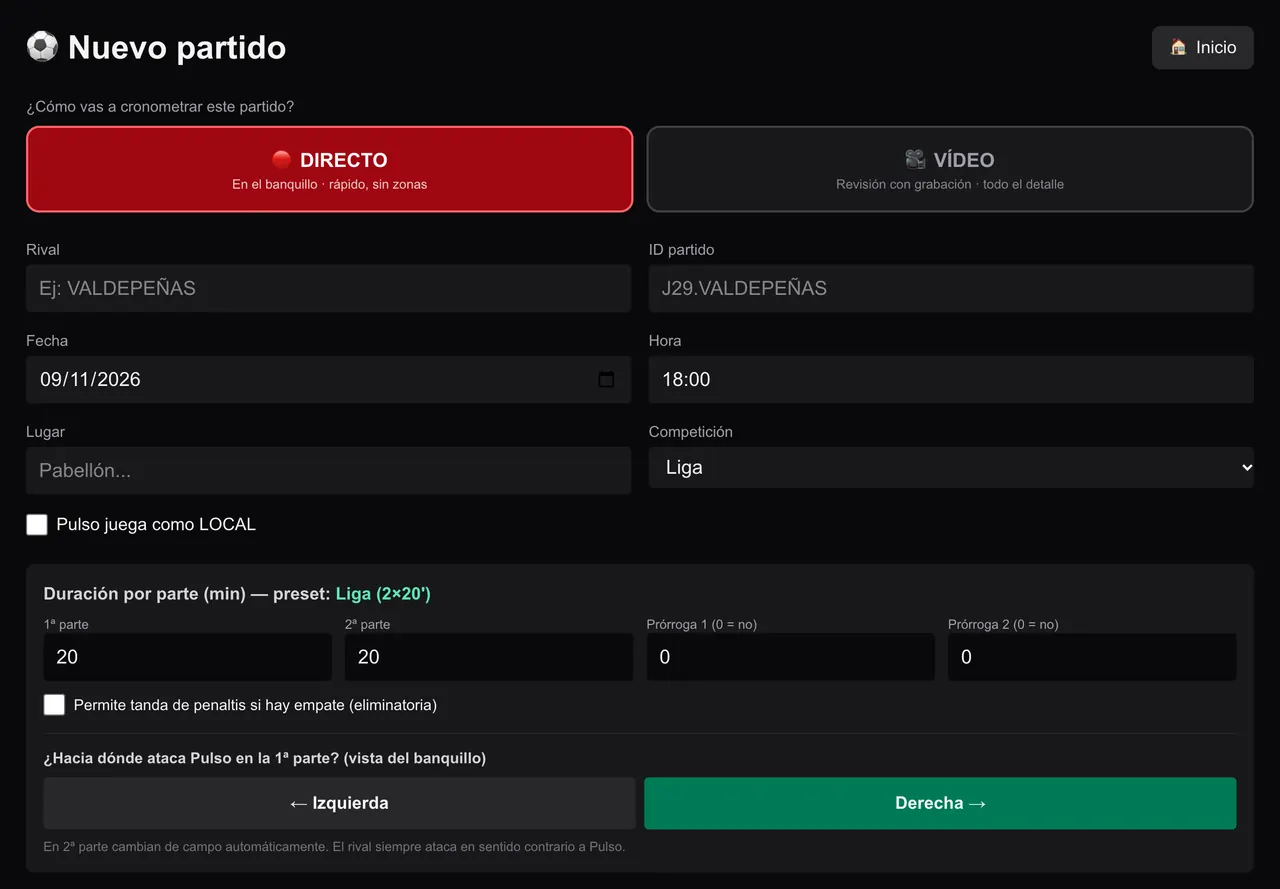 ⚽ Nuevo partido
🏠 Inicio
¿Cómo vas a cronometrar este partido?
🔴 DIRECTO
En el banquillo · rápido, sin zonas
🎥 VÍDEO
Revisión con grabación · todo el detalle
Rival
ID partido
Ej: VALDEPEÑAS
J29.VALDEPEÑAS
Fecha
Hora
09/11/2026
18:00
Lugar
Competición
Pabellón...
Liga
Pulso juega como LOCAL
Duración por parte (min) — preset: Liga (2×20')
1ª parte
2ª parte
Prórroga 1 (0 = no)
Prórroga 2 (0 = no)
20
20
0
0
Permite tanda de penaltis si hay empate (eliminatoria)
¿Hacia dónde ataca Pulso en la 1ª parte? (vista del banquillo)
← Izquierda
Derecha →
En 2ª parte cambian de campo automáticamente. El rival siempre ataca en sentido contrario a Pulso.